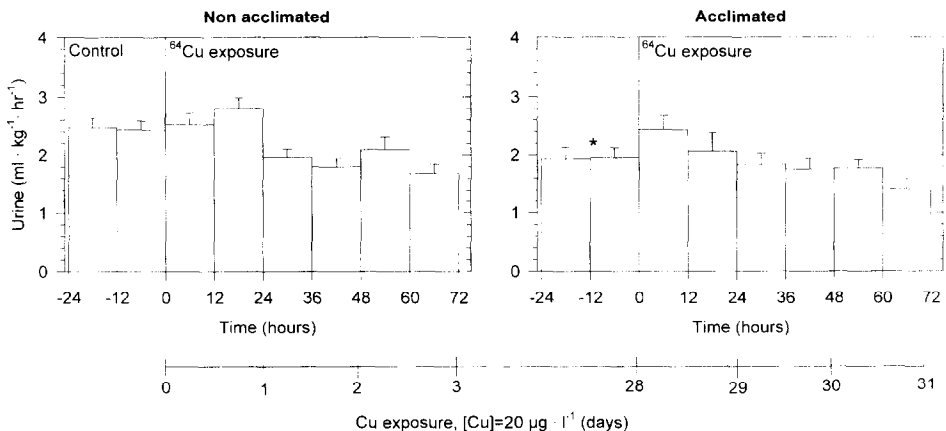 Non acclimated
Acclimated
Control
⁶⁴Cu exposure
⁶⁴Cu exposure
Urine (ml · kg⁻¹ · hr⁻¹)
4
3
2
1
0
-24 -12 0 12 24 36 48 60 72
Time (hours)
4
3
2
1
0
*
-24 -12 0 12 24 36 48 60 72
Time (hours)
0 1 2 3 28 29 30 31
Cu exposure, [Cu]=20 µg · l⁻¹ (days)